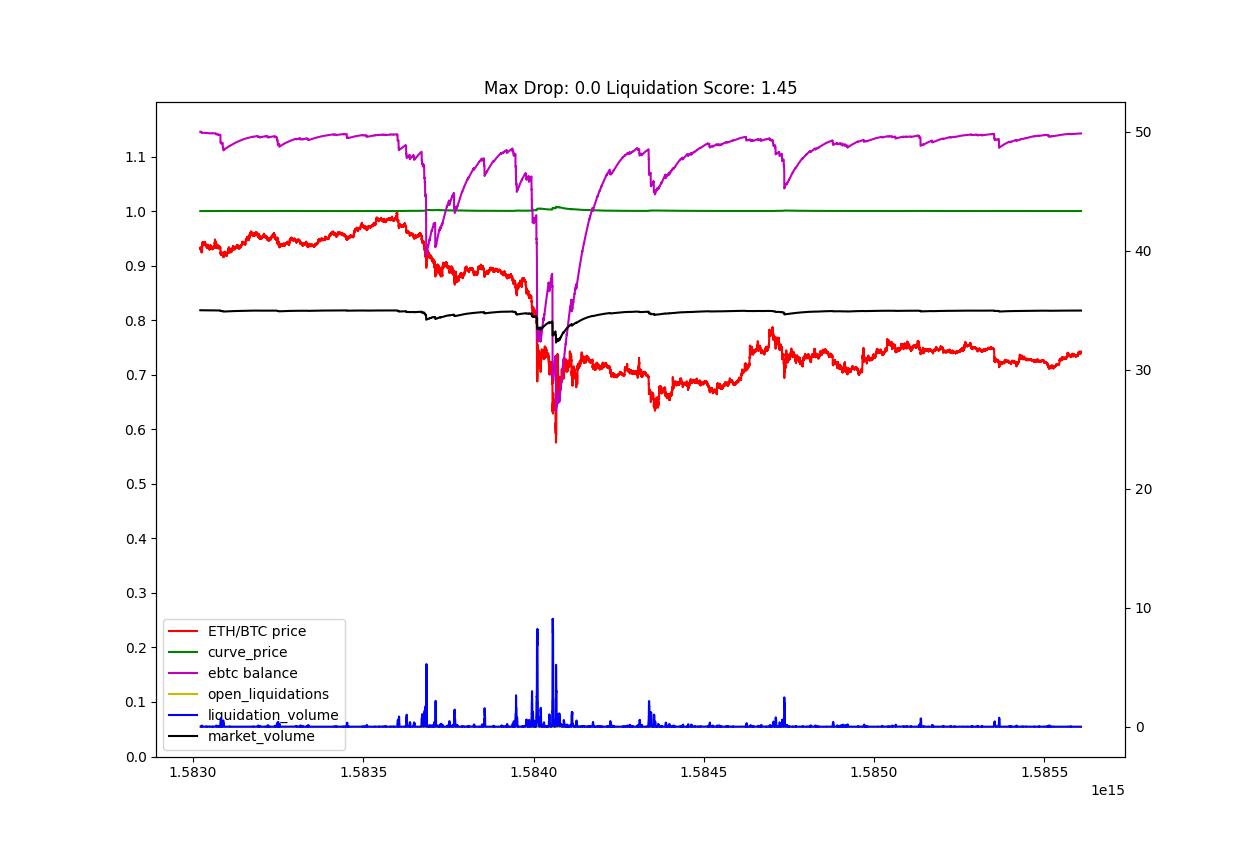 Max Drop: 0.0 Liquidation Score: 1.45
1.1
1.0
0.9
0.8
0.7
0.6
0.5
0.4
0.3
0.2
0.1
0.0
50
40
30
20
10
0
ETH/BTC price
curve_price
ebtc balance
open_liquidations
liquidation_volume
market_volume
1.5830 1.5835 1.5840 1.5845 1.5850 1.5855
1e15